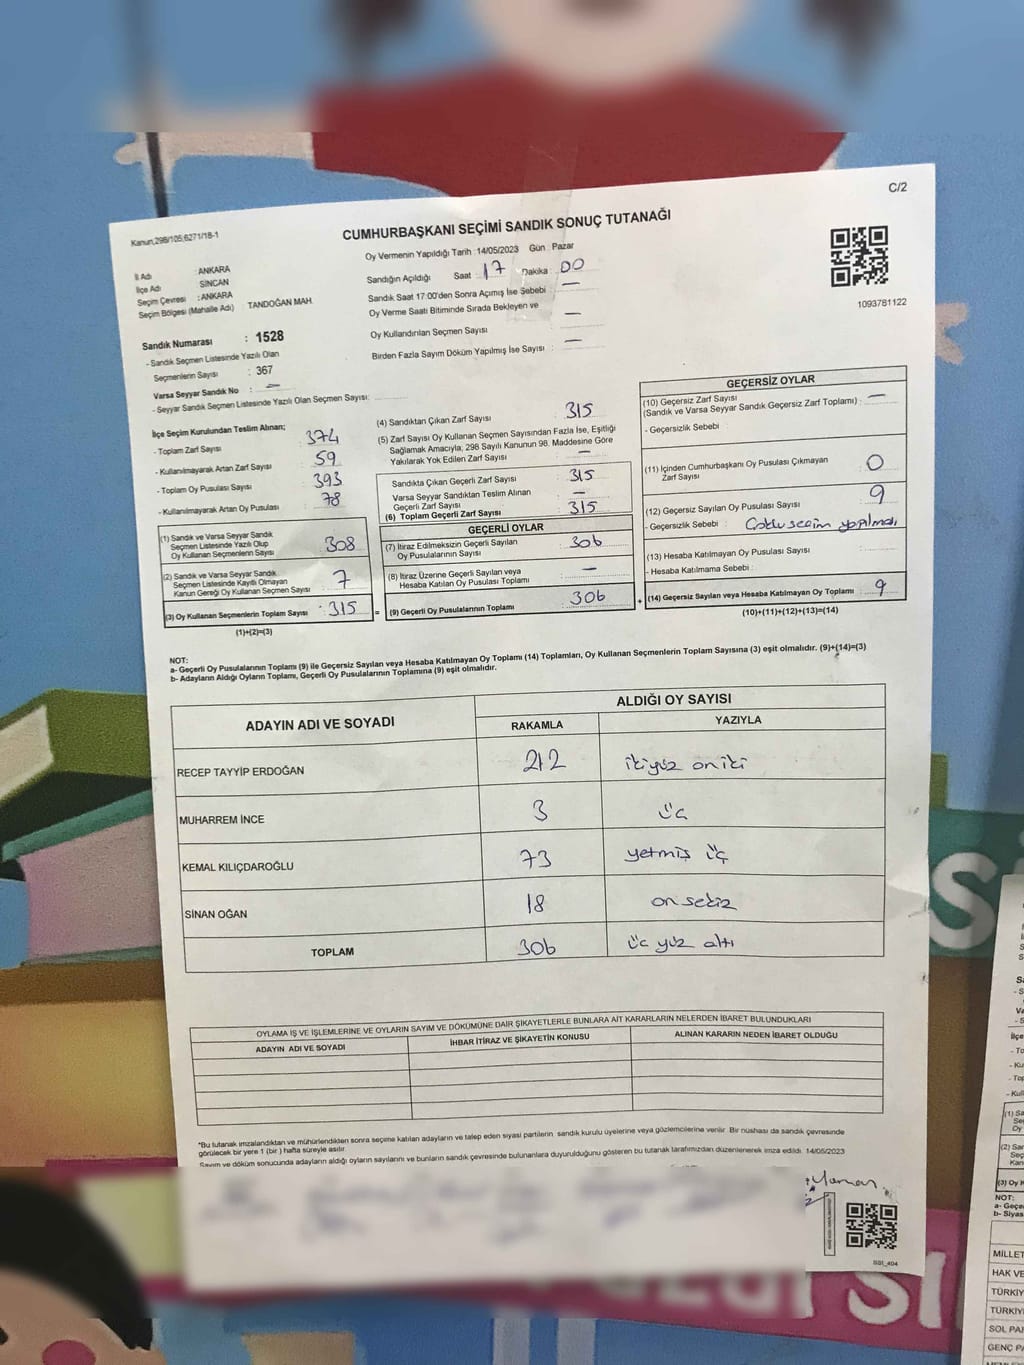 C/2
Kanun,298/105;6271/18-1
CUMHURBAŞKANI SEÇİMİ SANDIK SONUÇ TUTANAĞI
Oy Vermenin Yapıldığı Tarih : 14/05/2023 Gün : Pazar
İl Adı : ANKARA
İlçe Adı : SİNCAN
Seçim Çevresi : ANKARA
Seçim Bölgesi (Mahalle Adı) : TANDOĞAN MAH.
Sandığın Açıldığı Saat : 17 Dakika : 00
Sandık Saat 17:00'den Sonra Açımış İse Sebebi : —
Oy Verme Saati Bitiminde Sırada Bekleyen ve
Oy Kullandırılan Seçmen Sayısı : —
Birden Fazla Sayım Döküm Yapılmış İse Sayısı : —
1093781122
Sandık Numarası : 1528
- Sandık Seçmen Listesinde Yazılı Olan
Seçmenlerin Sayısı : 367
Varsa Seyyar Sandık No : —
- Seyyar Sandık Seçmen Listesinde Yazılı Olan Seçmen Sayısı:
İlçe Seçim Kurulundan Teslim Alınan;
- Toplam Zarf Sayısı : 374
- Kullanılmayarak Artan Zarf Sayısı : 59
- Toplam Oy Pusulası Sayısı : 393
- Kullanılmayarak Artan Oy Pusulası : 78
(1) Sandık ve Varsa Seyyar Sandık
Seçmen Listesinde Yazılı Olup
Oy Kullanan Seçmenlerin Sayısı : 308
(2) Sandık ve Varsa Seyyar Sandık
Seçmen Listesinde Kayıtlı Olmayan
Kanun Gereği Oy Kullanan Seçmen Sayısı : 7
(3) Oy Kullanan Seçmenlerin Toplam Sayısı : 315 =
(1)+(2)=(3)
(4) Sandıktan Çıkan Zarf Sayısı : 315
(5) Zarf Sayısı Oy Kullanan Seçmen Sayısından Fazla İse, Eşitliği
Sağlamak Amacıyla, 298 Sayılı Kanunun 98. Maddesine Göre
Yakılarak Yok Edilen Zarf Sayısı : —
Sandıkta Çıkan Geçerli Zarf Sayısı : 315
Varsa Seyyar Sandıktan Teslim Alınan
Geçerli Zarf Sayısı : —
(6) Toplam Geçerli Zarf Sayısı : 315
GEÇERLİ OYLAR
(7) İtiraz Edilmeksizin Geçerli Sayılan
Oy Pusulalarının Sayısı : 306
(8) İtiraz Üzerine Geçerli Sayılan veya
Hesaba Katılan Oy Pusulası Toplamı : —
(9) Geçerli Oy Pusulalarının Toplamı : 306 +
GEÇERSİZ OYLAR
(10) Geçersiz Zarf Sayısı
(Sandık ve Varsa Seyyar Sandık Geçersiz Zarf Toplamı) : —
- Geçersizlik Sebebi :
(11) İçinden Cumhurbaşkanı Oy Pusulası Çıkmayan
Zarf Sayısı : 0
(12) Geçersiz Sayılan Oy Pusulası Sayısı : 9
- Geçersizlik Sebebi : Çoklu seçim yapılması
(13) Hesaba Katılmayan Oy Pusulası Sayısı :
- Hesaba Katılmama Sebebi :
(14) Geçersiz Sayılan veya Hesaba Katılmayan Oy Toplamı : 9
(10)+(11)+(12)+(13)=(14)
NOT:
a- Geçerli Oy Pusulalarının Toplamı (9) ile Geçersiz Sayılan veya Hesaba Katılmayan Oy Toplamı (14) Toplamları, Oy Kullanan Seçmenlerin Toplam Sayısına (3) eşit olmalıdır. (9)+(14)=(3)
b- Adayların Aldığı Oyların Toplamı, Geçerli Oy Pusulalarının Toplamına (9) eşit olmalıdır.
ADAYIN ADI VE SOYADI ALDIĞI OY SAYISI
RAKAMLA YAZIYLA
RECEP TAYYİP ERDOĞAN 212 ikiyüz oniki
MUHARREM İNCE 3 üç
KEMAL KILIÇDAROĞLU 73 yetmiş üç
SİNAN OĞAN 18 on sekiz
TOPLAM 306 üç yüz altı
OYLAMA İŞ VE İŞLEMLERİNE VE OYLARIN SAYIM VE DÖKÜMÜNE DAİR ŞİKAYETLERLE BUNLARA AİT KARARLARIN NELERDEN İBARET BULUNDUKLARI
ADAYIN ADI VE SOYADI İHBAR İTİRAZ VE ŞİKAYETİN KONUSU ALINAN KARARIN NEDEN İBARET OLDUĞU
*Bu tutanak imzalandıktan ve mühürlendikten sonra seçime katılan adayların ve talep eden siyasi partilerin sandık kurulu üyelerine veya gözlemcilerine verilir. Bir nüshası da sandık çevresinde
görülecek bir yere 1 (bir) hafta süreyle asılır.
Sayım ve döküm sonucunda adayların aldığı oyların sayılarını ve bunların sandık çevresinde bulunanlara duyurulduğunu gösteren bu tutanak tarafımızdan düzenlenerek imza edildi. 14/05/2023
MİLLET
HAK VE
TÜRKİY
TÜRKİY
SOL PAR
GENÇ PA